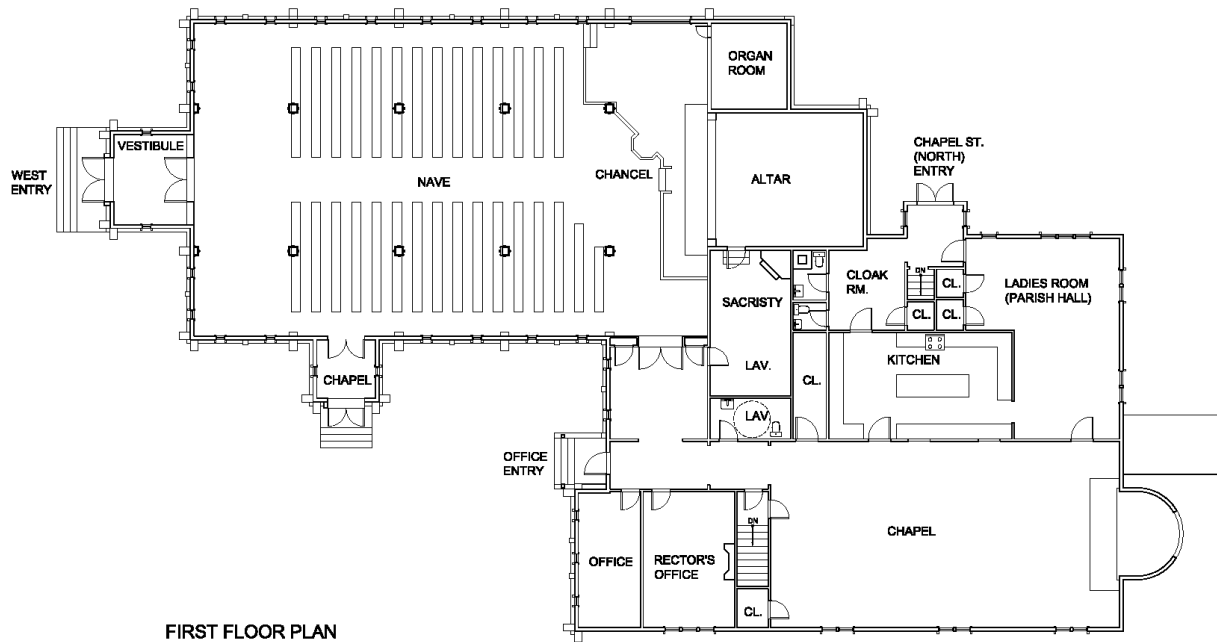 ORGAN
ROOM
VESTIBULE
CHAPEL ST.
(NORTH)
ENTRY
WEST
ENTRY
NAVE
CHANCEL
ALTAR
CLOAK
RM.
DN
CL.
LADIES ROOM
(PARISH HALL)
SACRISTY
CL.
CL.
KITCHEN
LAV.
CL.
CHAPEL
LAV.
OFFICE
ENTRY
DN
CHAPEL
OFFICE
RECTOR'S
OFFICE
CL.
FIRST FLOOR PLAN